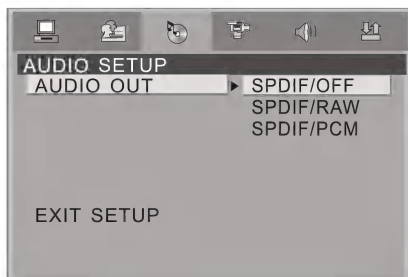 AUDIO SETUP
AUDIO OUT SPDIF/OFF
SPDIF/RAW
SPDIF/PCM
EXIT SETUP